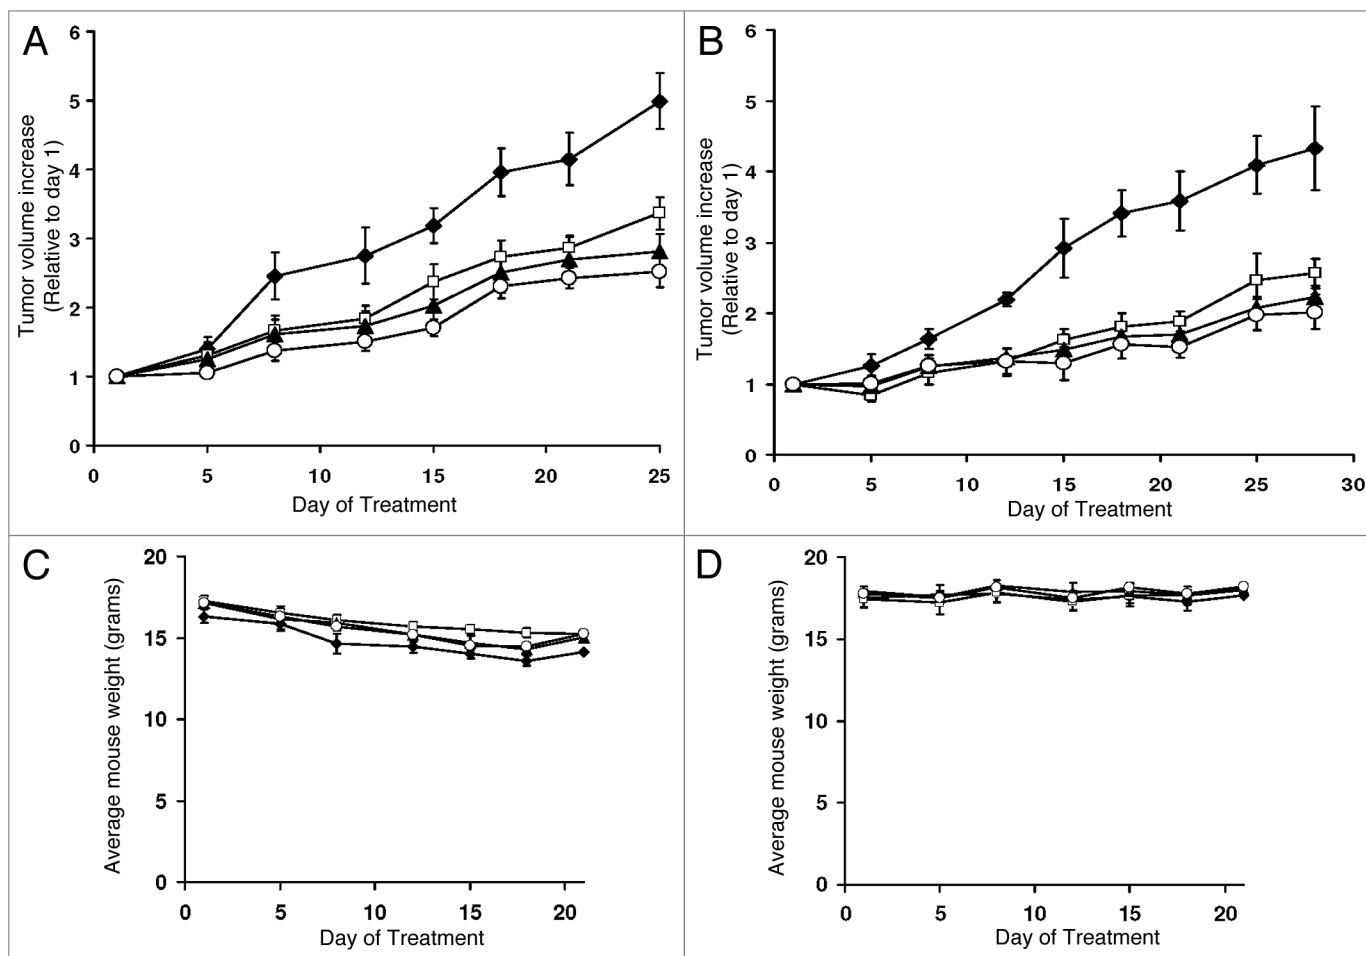 A
6
5
4
3
2
1
0
Tumor volume increase
(Relative to day 1)
0 5 10 15 20 25
Day of Treatment
B
6
5
4
3
2
1
0
Tumor volume increase
(Relative to day 1)
0 5 10 15 20 25 30
Day of Treatment
C
20
15
10
5
0
Average mouse weight (grams)
0 5 10 15 20
Day of Treatment
D
20
15
10
5
0
Average mouse weight (grams)
0 5 10 15 20
Day of Treatment